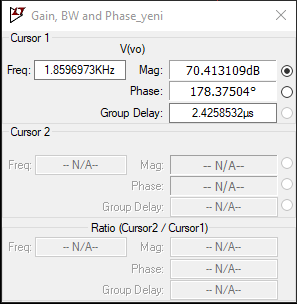 Gain, BW and Phase_yeni
Cursor 1
V(vo)
Freq: 1.8596973KHz Mag: 70.413109dB
Phase: 178.37504°
Group Delay: 2.4258532µs
Cursor 2
Freq: -- N/A-- Mag: -- N/A--
Phase: -- N/A--
Group Delay: -- N/A--
Ratio (Cursor2 / Cursor1)
Freq: -- N/A-- Mag: -- N/A--
Phase: -- N/A--
Group Delay: -- N/A--